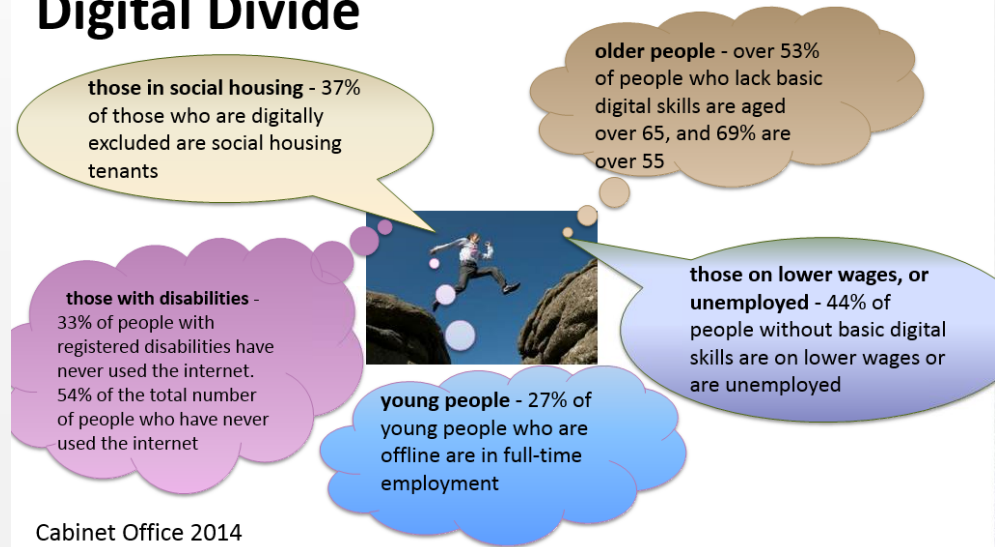 Digital Divide
those in social housing - 37%
of those who are digitally
excluded are social housing
tenants
older people - over 53%
of people who lack basic
digital skills are aged
over 65, and 69% are
over 55
those with disabilities -
33% of people with
registered disabilities have
never used the internet.
54% of the total number
of people who have never
used the internet
those on lower wages, or
unemployed - 44% of
people without basic digital
skills are on lower wages or
are unemployed
young people - 27% of
young people who are
offline are in full-time
employment
Cabinet Office 2014